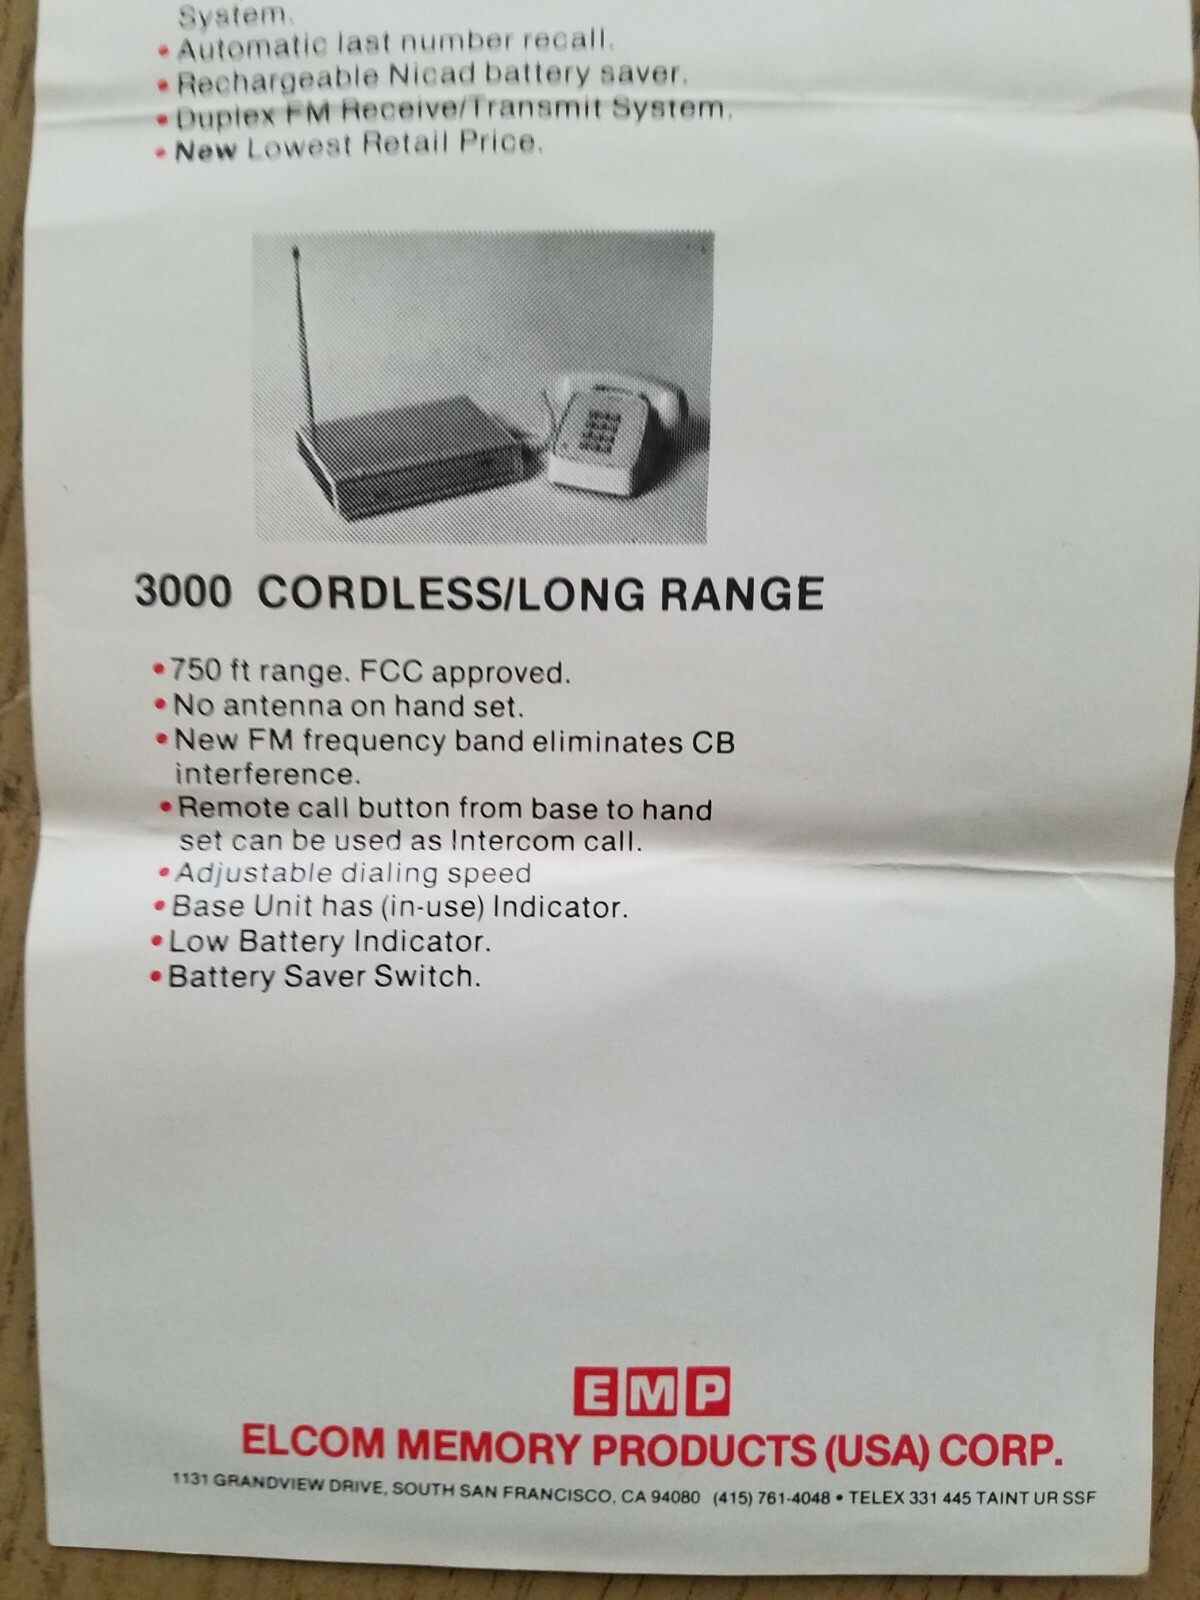 System.
• Automatic last number recall.
• Rechargeable Nicad battery saver.
• Duplex FM Receive/Transmit System.
• New Lowest Retail Price.
3000 CORDLESS/LONG RANGE
• 750 ft range. FCC approved.
• No antenna on hand set.
• New FM frequency band eliminates CB
interference.
• Remote call button from base to hand
set can be used as Intercom call.
• Adjustable dialing speed
• Base Unit has (in-use) Indicator.
• Low Battery Indicator.
• Battery Saver Switch.
EMP
ELCOM MEMORY PRODUCTS (USA) CORP.
1131 GRANDVIEW DRIVE, SOUTH SAN FRANCISCO, CA 94080 (415) 761-4048 • TELEX 331 445 TAINT UR SSF